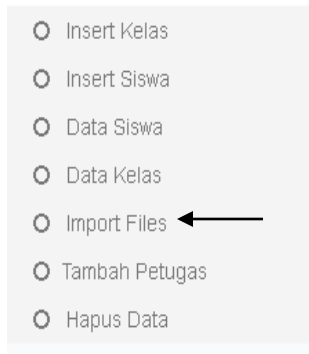 Insert Kelas
Insert Siswa
Data Siswa
Data Kelas
Import Files
Tambah Petugas
Hapus Data